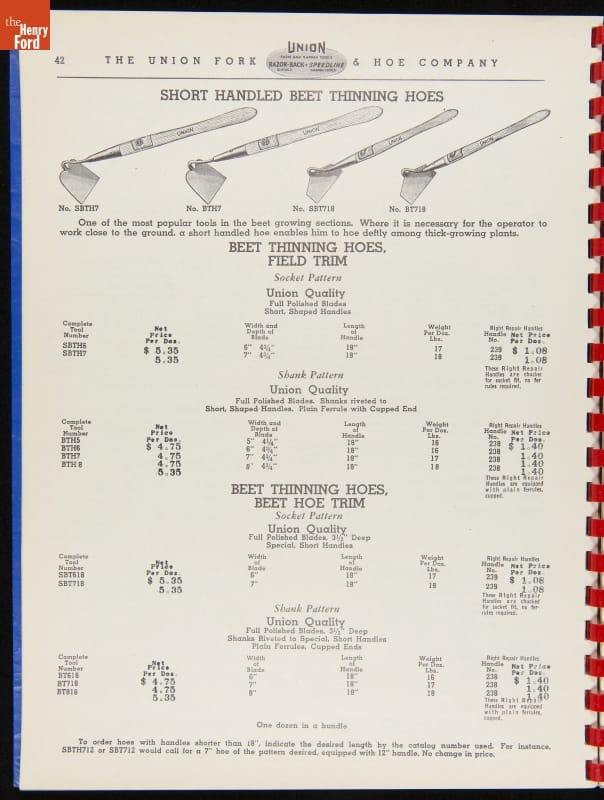 the
Henry
Ford
42 THE UNION FORK & HOE COMPANY
UNION
FARM AND GARDEN TOOLS
RAZOR-BACK • SPEEDLINE
SHORT HANDLED BEET THINNING HOES
UNION UNION UNION UNION
No. SBTH7 No. BTH7 No. SBT718 No. BT718
One of the most popular tools in the beet growing sections. Where it is necessary for the operator to
work close to the ground, a short handled hoe enables him to hoe deftly among thick-growing plants.
BEET THINNING HOES,
FIELD TRIM
Socket Pattern
Union Quality
Full Polished Blades
Short, Shaped Handles
Complete Tool Number Net Price Per Doz. Width and Depth of Blade Length of Handle Weight Per Doz. Lbs. Right Repair Handles Handle No. Net Price Per Doz.
SBTH6 $ 5.35 6" 4¾" 18" 17 239 $ 1.08
SBTH7 5.35 7" 4¾" 18" 18 239 1.08
These Right Repair
Handles are chucked
for socket fit, no fer-
rules required.
Shank Pattern
Union Quality
Full Polished Blades. Shanks riveted to
Short, Shaped Handles. Plain Ferrule with Cupped End
Complete Tool Number Net Price Per Doz. Width and Depth of Blade Length of Handle Weight Per Doz. Lbs. Right Repair Handles Handle No. Net Price Per Doz.
BTH5 $ 4.75 5" 4¼" 18" 16 238 $ 1.40
BTH6 4.75 6" 18" 16 238 1.40
BTH7 4.75 7" 18" 17 238 1.40
BTH8 5.35 8" 18" 18 238 1.40
These Right Repair
Handles are equipped
with plain ferrules,
cupped.
BEET THINNING HOES,
BEET HOE TRIM
Socket Pattern
Union Quality
Full Polished Blades, 3½" Deep
Special, Short Handles
Complete Tool Number Net Price Per Doz. Width of Blade Length of Handle Weight Per Doz. Lbs. Right Repair Handles Handle No. Net Price Per Doz.
SBT618 $ 5.35 6" 18" 17 239 $ 1.08
SBT718 5.35 7" 18" 18 239 1.08
These Right Repair
Handles are chucked
for socket fit, no fer-
rules required.
Shank Pattern
Union Quality
Full Polished Blades, 3½" Deep
Shanks Riveted to Special, Short Handles
Plain Ferrules, Cupped Ends
Complete Tool Number Net Price Per Doz. Width of Blade Length of Handle Weight Per Doz. Lbs. Right Repair Handles Handle No. Net Price Per Doz.
BT618 $ 4.75 6" 18" 16 238 $ 1.40
BT718 4.75 7" 18" 17 238 1.40
BT818 5.35 8" 18" 18 238 1.40
These Right Repair
Handles are equipped
with plain ferrules,
cupped.
One dozen in a bundle
To order hoes with handles shorter than 18", indicate the desired length by the catalog number used. For instance,
SBTH712 or SBT712 would call for a 7" hoe of the pattern desired, equipped with 12" handle. No change in price.